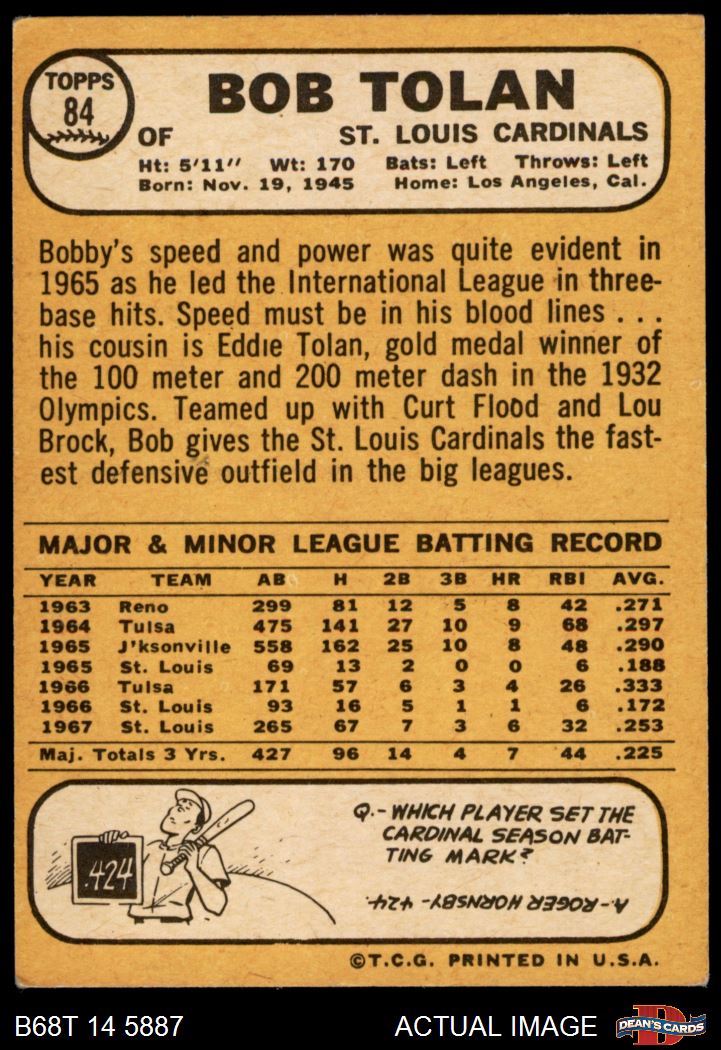 TOPPS
84
BOB TOLAN
OF ST. LOUIS CARDINALS
Ht: 5'11" Wt: 170 Bats: Left Throws: Left
Born: Nov. 19, 1945 Home: Los Angeles, Cal.
Bobby's speed and power was quite evident in
1965 as he led the International League in three-
base hits. Speed must be in his blood lines . . .
his cousin is Eddie Tolan, gold medal winner of
the 100 meter and 200 meter dash in the 1932
Olympics. Teamed up with Curt Flood and Lou
Brock, Bob gives the St. Louis Cardinals the fast-
est defensive outfield in the big leagues.
MAJOR & MINOR LEAGUE BATTING RECORD
YEAR TEAM AB H 2B 3B HR RBI AVG.
1963 Reno 299 81 12 5 8 42 .271
1964 Tulsa 475 141 27 10 9 68 .297
1965 J'ksonville 558 162 25 10 8 48 .290
1965 St. Louis 69 13 2 0 0 6 .188
1966 Tulsa 171 57 6 3 4 26 .333
1966 St. Louis 93 16 5 1 1 6 .172
1967 St. Louis 265 67 7 3 6 32 .253
Maj. Totals 3 Yrs. 427 96 14 4 7 44 .225
.424
Q.- WHICH PLAYER SET THE
CARDINAL SEASON BAT-
TING MARK?
A- ROGER HORNSBY- .424.
©T.C.G. PRINTED IN U.S.A.
B68T 14 5887 ACTUAL IMAGE
D
DEAN'S CARDS